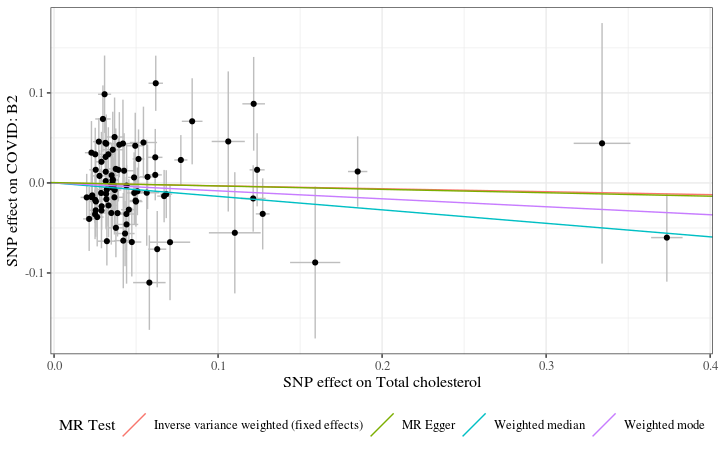 SNP effect on COVID: B2
0.1
0.0
-0.1
0.0 0.1 0.2 0.3 0.4
SNP effect on Total cholesterol
MR Test Inverse variance weighted (fixed effects) MR Egger Weighted median Weighted mode